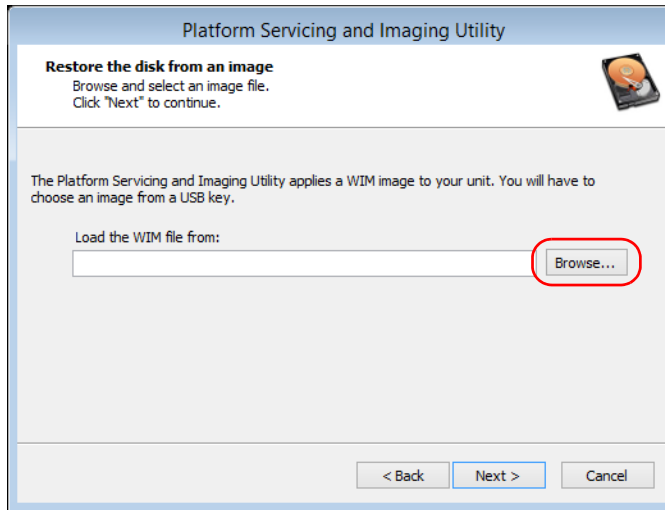 Platform Servicing and Imaging Utility
Restore the disk from an image
Browse and select an image file.
Click "Next" to continue.
The Platform Servicing and Imaging Utility applies a WIM image to your unit. You will have to
choose an image from a USB key.
Load the WIM file from:
Browse...
< Back Next > Cancel